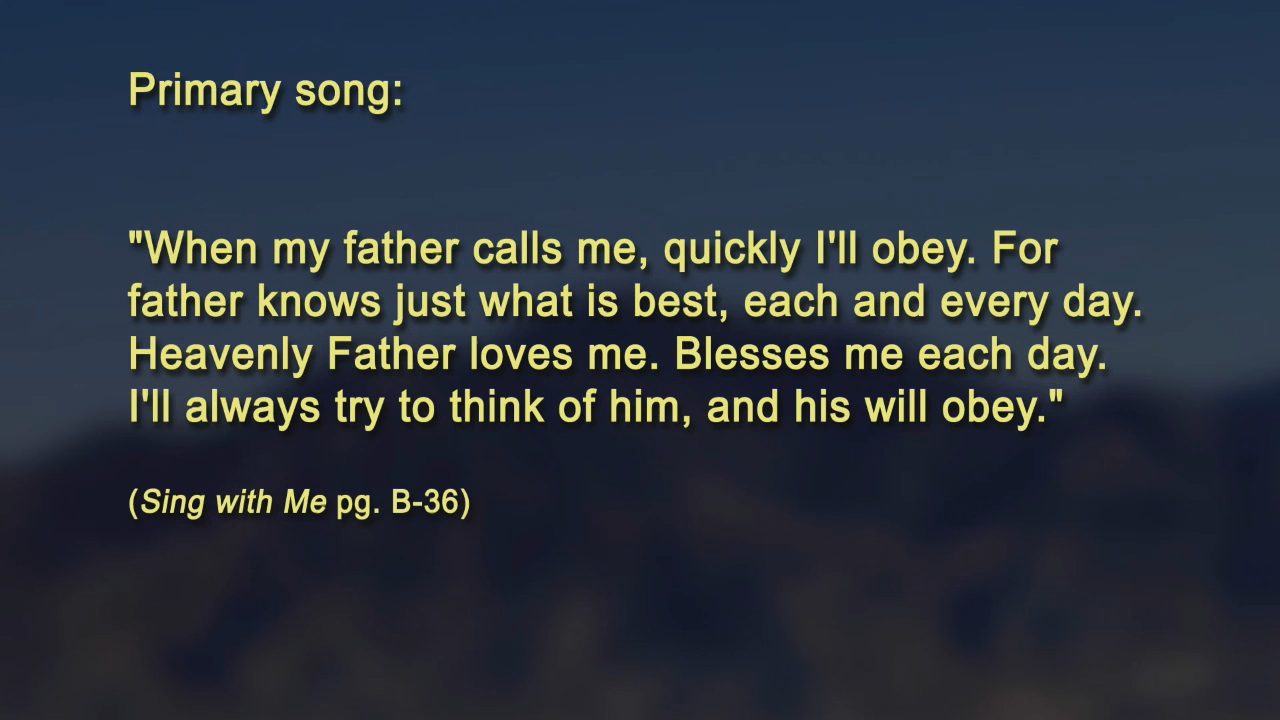 Primary song:
"When my father calls me, quickly I'll obey. For
father knows just what is best, each and every day.
Heavenly Father loves me. Blesses me each day.
I'll always try to think of him, and his will obey."
(Sing with Me pg. B-36)